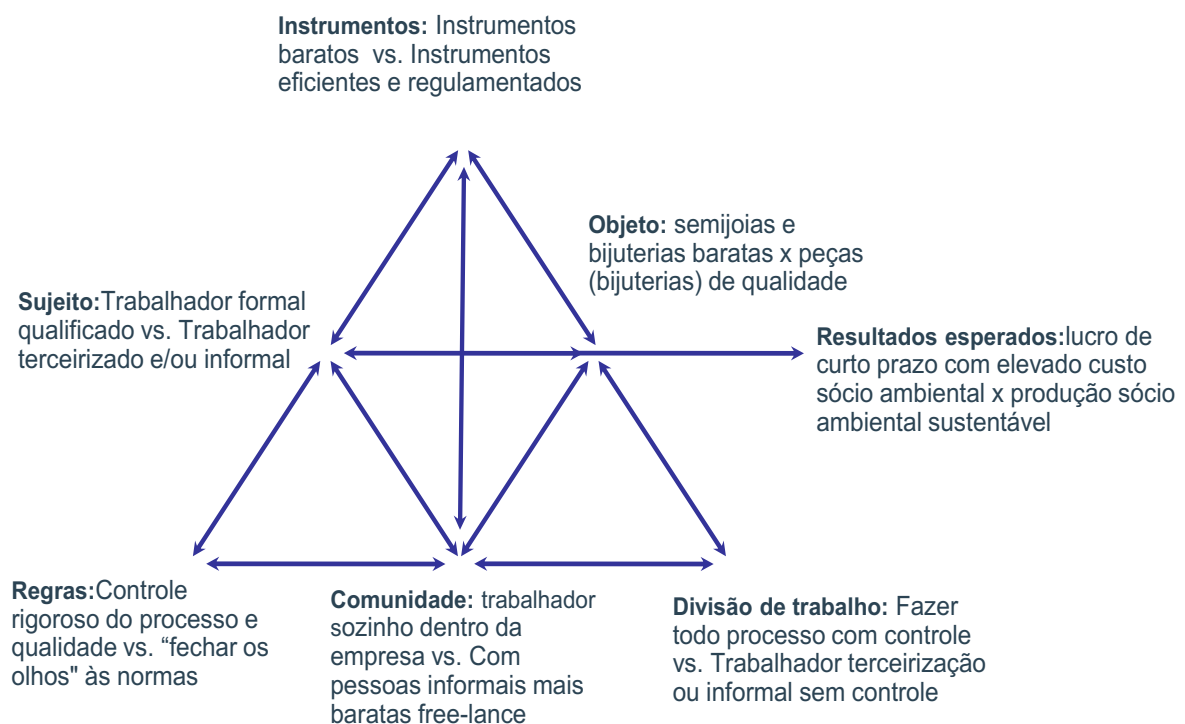 Instrumentos: Instrumentos
baratos vs. Instrumentos
eficientes e regulamentados
Objeto: semijoias e
bijuterias baratas x peças
(bijuterias) de qualidade
Sujeito:Trabalhador formal
qualificado vs. Trabalhador
terceirizado e/ou informal
Resultados esperados:lucro de
curto prazo com elevado custo
sócio ambiental x produção sócio
ambiental sustentável
Regras:Controle
rigoroso do processo e
qualidade vs. “fechar os
olhos" às normas
Comunidade: trabalhador
sozinho dentro da
empresa vs. Com
pessoas informais mais
baratas free-lance
Divisão de trabalho: Fazer
todo processo com controle
vs. Trabalhador terceirização
ou informal sem controle